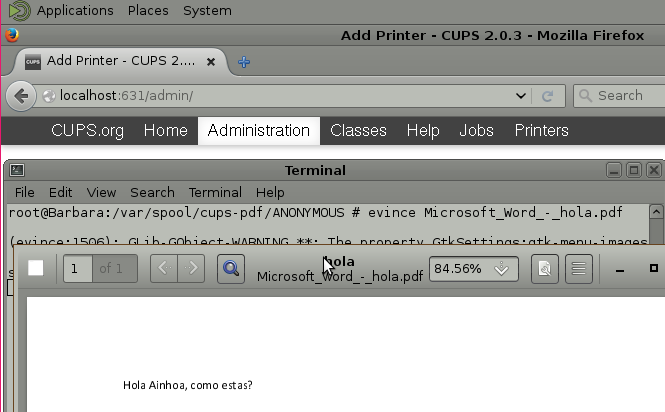 Applications Places System
Add Printer - CUPS 2.0.3 - Mozilla Firefox
CUPS Add Printer - CUPS 2....
localhost:631/admin/ Search
CUPS.org Home Administration Classes Help Jobs Printers
Terminal
File Edit View Search Terminal Help
root@Barbara:/var/spool/cups-pdf/ANONYMOUS # evince Microsoft_Word_-_hola.pdf
(evince:1506): GLib-GObject-WARNING **: The property GtkSettings:gtk-menu-images
s
1 of 1
hola
Microsoft_Word_-_hola.pdf
84.56%
Hola Ainhoa, como estas?